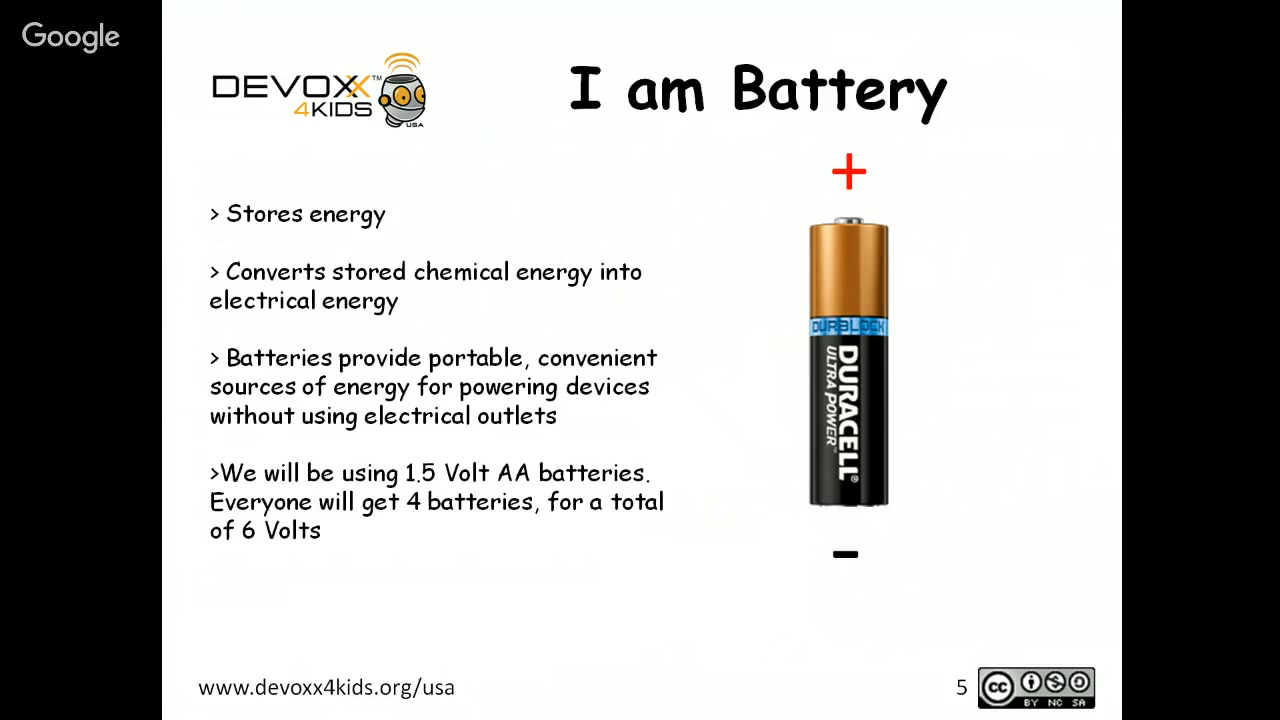 Google
DEVOXX™
4KIDS
USA
I am Battery
+
> Stores energy
> Converts stored chemical energy into
electrical energy
> Batteries provide portable, convenient
sources of energy for powering devices
without using electrical outlets
>We will be using 1.5 Volt AA batteries.
Everyone will get 4 batteries, for a total
of 6 Volts
DURALOCK
DURACELL®
ULTRA POWER™
-
www.devoxx4kids.org/usa
5
cc
BY NC SA